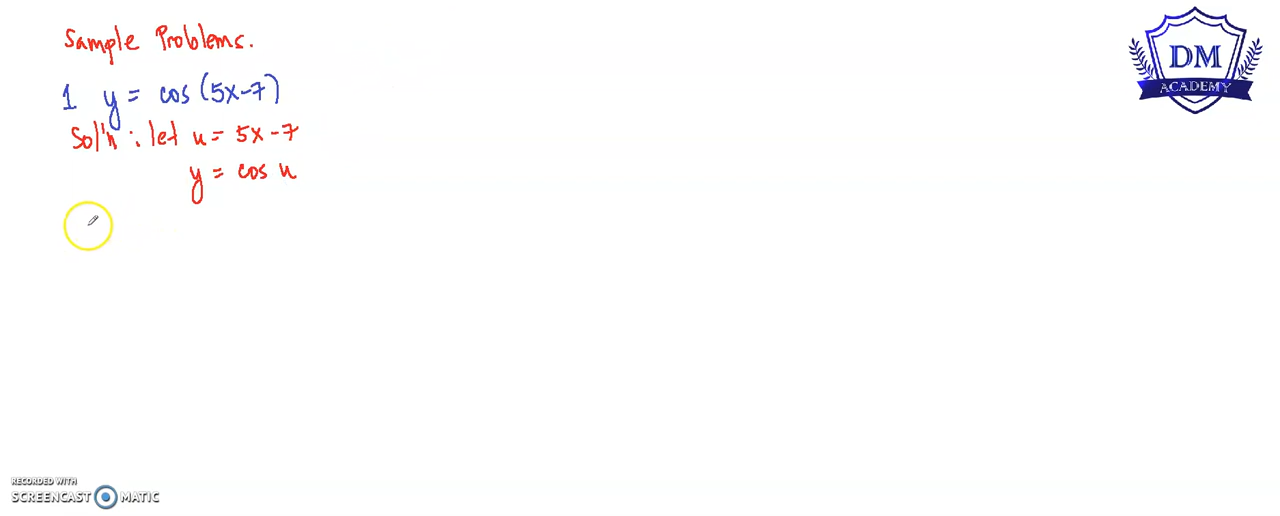 Sample Problems.
1 y = cos (5x-7)
Sol'n : let u = 5x-7
y = cos u
DM
ACADEMY
RECORDED WITH
SCREENCAST MATIC